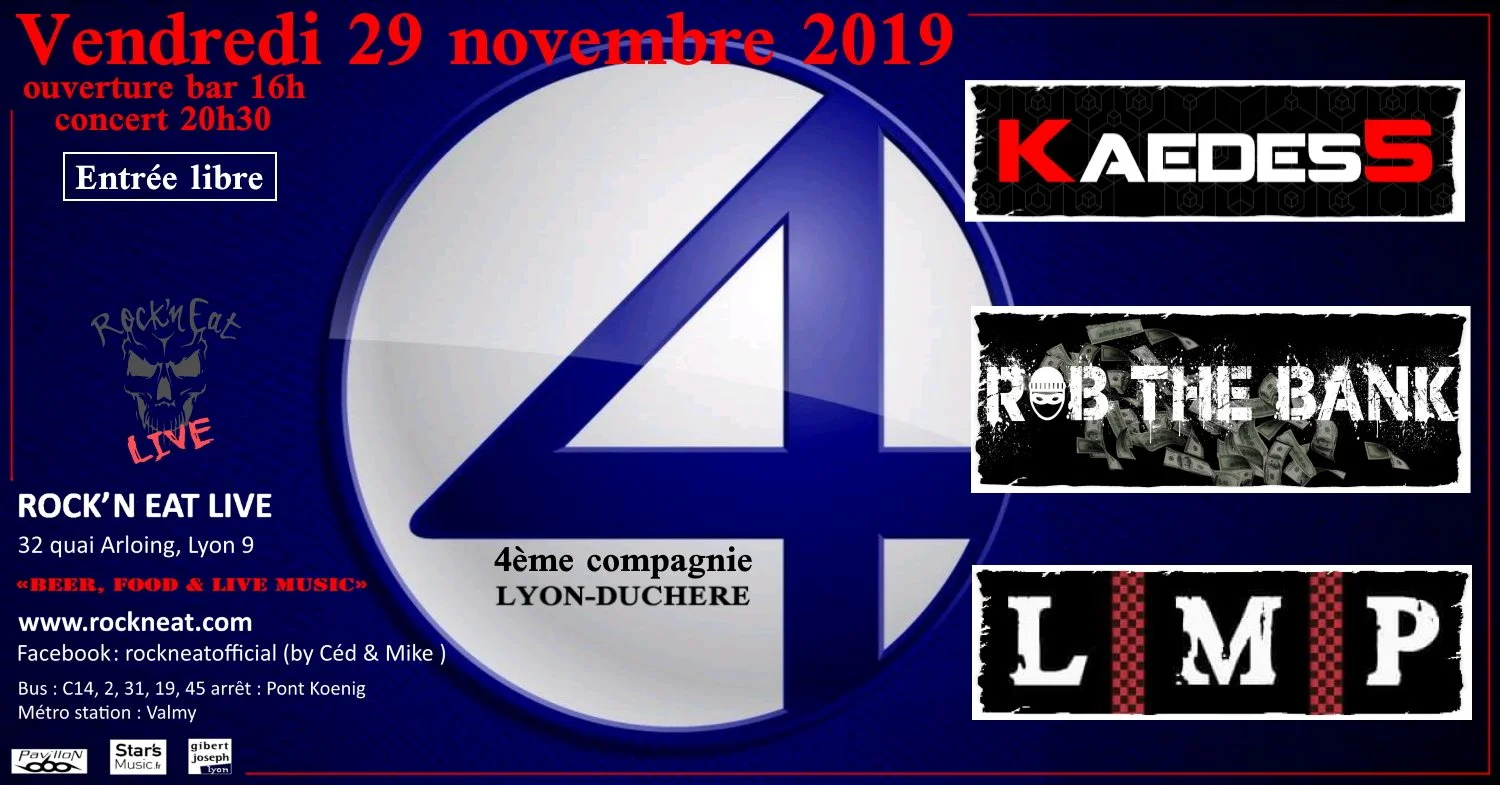 Vendredi 29 novembre 2019
ouverture bar 16h
concert 20h30
Entrée libre
Rock'n Eat
LIVE
ROCK’N EAT LIVE
32 quai Arloing, Lyon 9
«BEER, FOOD & LIVE MUSIC»
www.rockneat.com
Facebook: rockneatofficial (by Céd & Mike )
Bus : C14, 2, 31, 19, 45 arrêt : Pont Koenig
Métro station : Valmy
PavilloN
Star's
Music.fr
gibert
joseph
lyon
4
4ème compagnie
LYON-DUCHERE
KAEDES5
ROB THE BANK
L M P